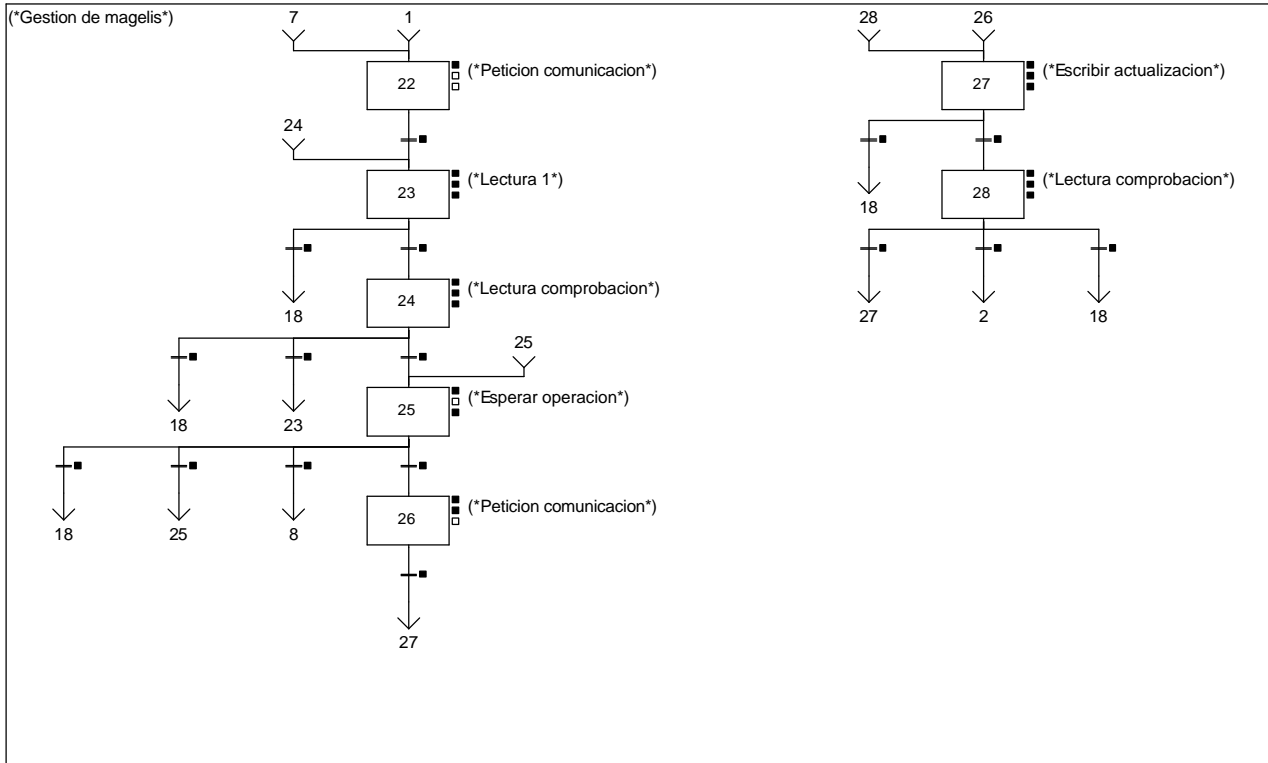 (*Gestion de magelis*) 7 1 28 26
22 (*Peticion comunicacion*) 27 (*Escribir actualizacion*)
24
23 (*Lectura 1*) 28 (*Lectura comprobacion*)
18
24 (*Lectura comprobacion*)
18 27 2 18
25
25 (*Esperar operacion*)
18 23
26 (*Peticion comunicacion*)
18 25 8
27